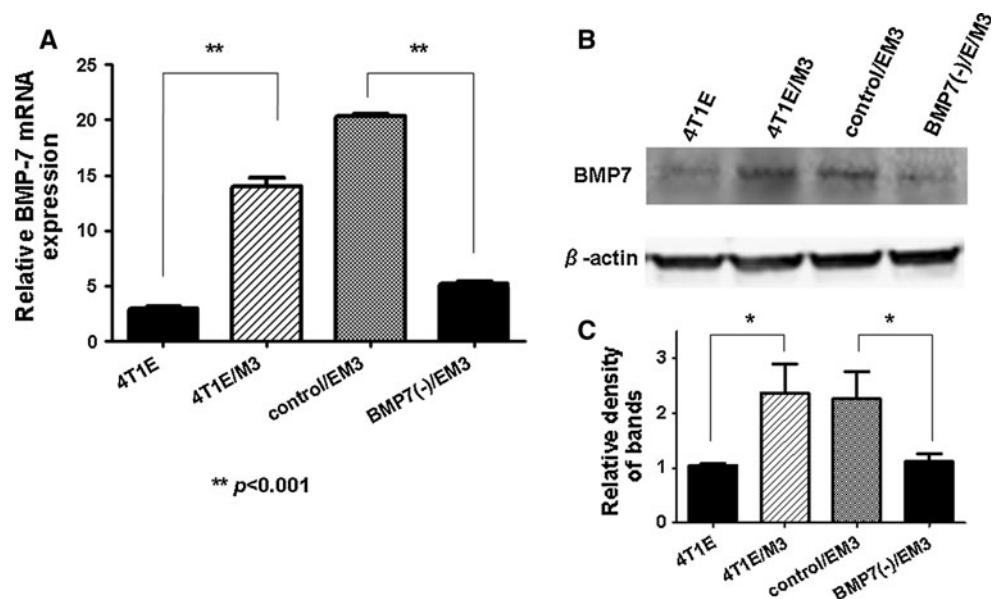 A
**
**
Relative BMP-7 mRNA
expression
25
20
15
10
5
0
4T1E
4T1E/M3
control/EM3
BMP7(-)/EM3
** p<0.001
B
4T1E
4T1E/M3
control/EM3
BMP7(-)/E/M3
BMP7
β-actin
C
*
*
Relative density
of bands
3
2
1
0
4T1E
4T1E/M3
control/EM3
BMP7(-)/EM3